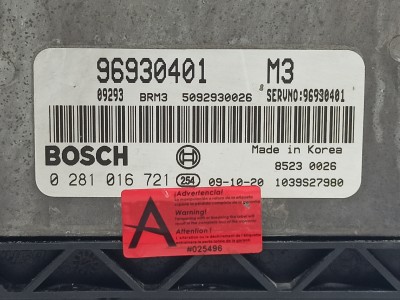 96930401 M3
09293 BRM3 5092930026 SERVNO:96930401
BOSCH Made in Korea
8523 0026
0 281 016 721 254 09-10-20 1039S27980
¡Advertencia!
A
Warning!
Attention !
#025496